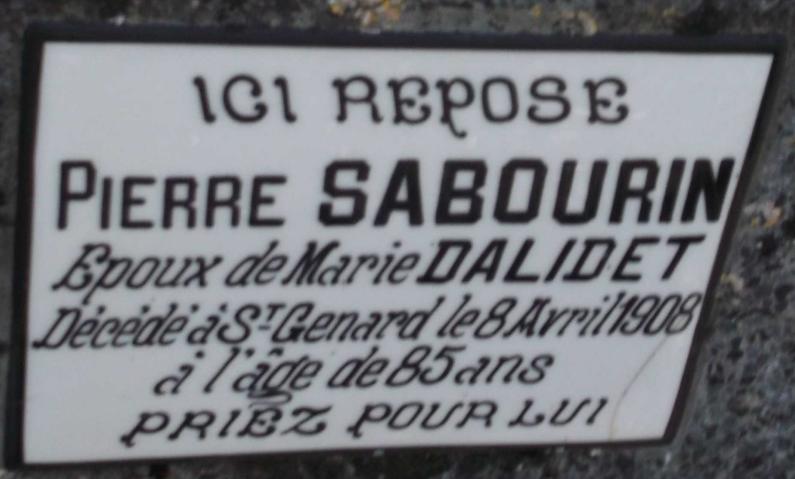 ICI REPOSE
PIERRE SABOURIN
Epoux de Marie DALIDET
Décédé à ST Genard le 8 Avril 1908
à l'âge de 85 ans
PRIEZ POUR LUI